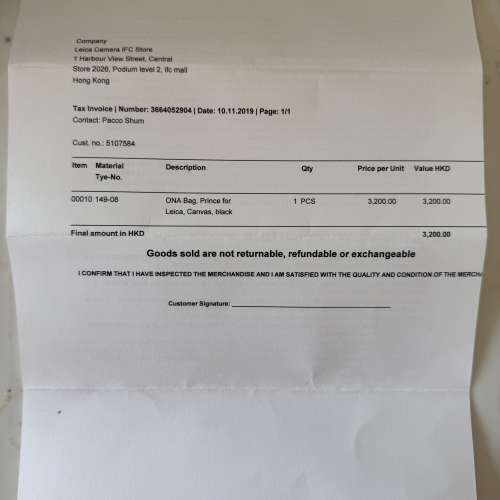 Company
Leica Camera IFC Store
1 Harbour View Street, Central
Store 2026, Podium level 2, ifc mall
Hong Kong
Tax Invoice | Number: 3664052904 | Date: 10.11.2019 | Page: 1/1
Contact: Pacco Shum
Cust. no.: 5107584
Item Material Description Qty Price per Unit Value HKD
Tye-No.
00010 149-08 ONA Bag, Prince for 1 PCS 3,200.00 3,200.00
Leica, Canvas, black
Final amount in HKD 3,200.00
Goods sold are not returnable, refundable or exchangeable
I CONFIRM THAT I HAVE INSPECTED THE MERCHANDISE AND I AM SATISFIED WITH THE QUALITY AND CONDITION OF THE MERCHA
Customer Signature: